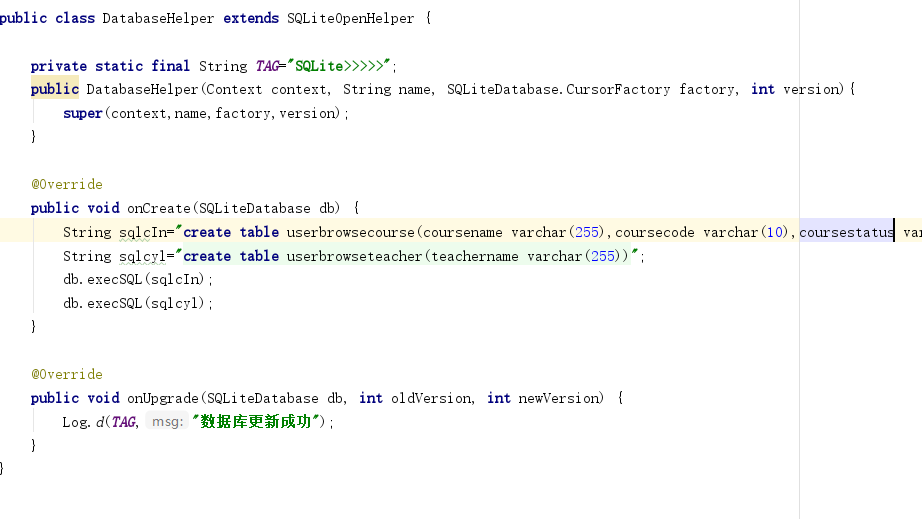 public class DatabaseHelper extends SQLiteOpenHelper {
private static final String TAG="SQLite>>>>>";
public DatabaseHelper(Context context, String name, SQLiteDatabase.CursorFactory factory, int version){
super(context,name,factory,version);
}
@Override
public void onCreate(SQLiteDatabase db) {
String sqlcIn="create table userbrowsecourse(coursename varchar(255),coursecode varchar(10),coursestatus var
String sqlcyl="create table userbrowseteacher(teachername varchar(255))";
db.execSQL(sqlcIn);
db.execSQL(sqlcyl);
}
@Override
public void onUpgrade(SQLiteDatabase db, int oldVersion, int newVersion) {
Log.d(TAG, msg: "数据库更新成功");
}
}